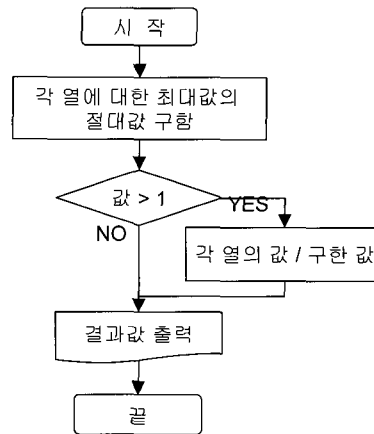 시 작
각 열에 대한 최대값의
절대값 구함
값 > 1
YES
NO
각 열의 값 / 구한 값
결과값 출력
끝